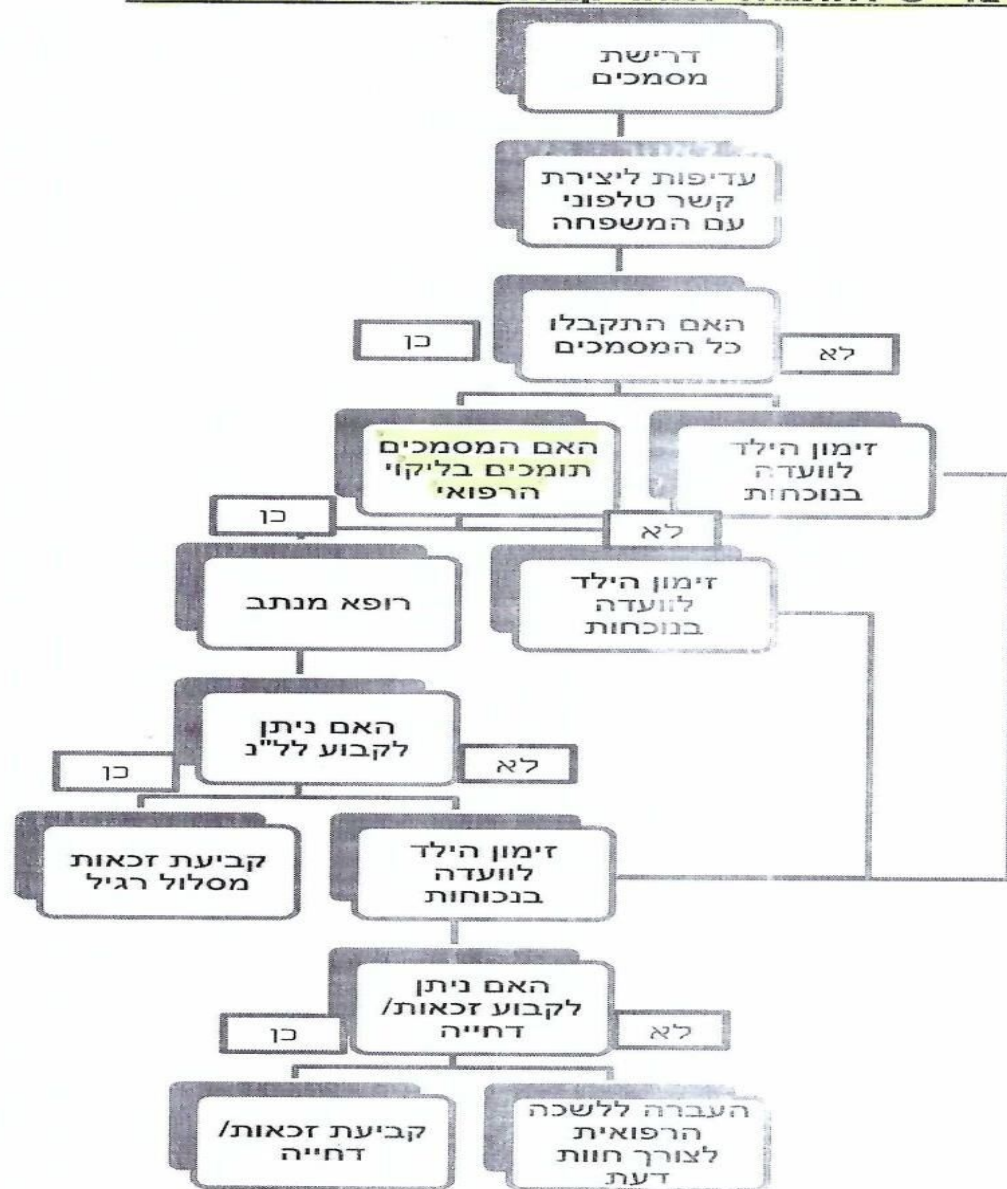 דרישת
מסמכים
עדיפות ליצירת
קשר טלפוני
עם המשפחה
האם התקבלו
כל המסמכים
כן
לא
האם המסמכים
תומכים בליקוי
הרפואי
זימון הילד
לוועדה
בנוכחות
כן
לא
רופא מנתב
זימון הילד
לוועדה
בנוכחות
האם ניתן
לקבוע לל"נ
כן
לא
קביעת זכאות
מסלול רגיל
זימון הילד
לוועדה
בנכוחות
האם ניתן
לקבוע זכאות/
דחייה
כן
לא
קביעת זכאות/
דחייה
העברה ללשכה
הרפואית
לצורך חוות
דעת